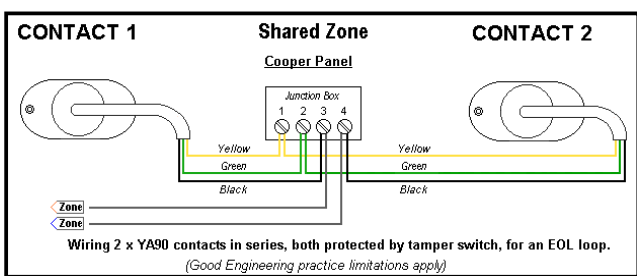 CONTACT 1 Shared Zone CONTACT 2
Cooper Panel
Junction Box
1 2 3 4
Yellow Yellow
Green Green
Black Black
Zone
Zone
Wiring 2 x YA90 contacts in series, both protected by tamper switch, for an EOL loop.
(Good Engineering practice limitations apply)